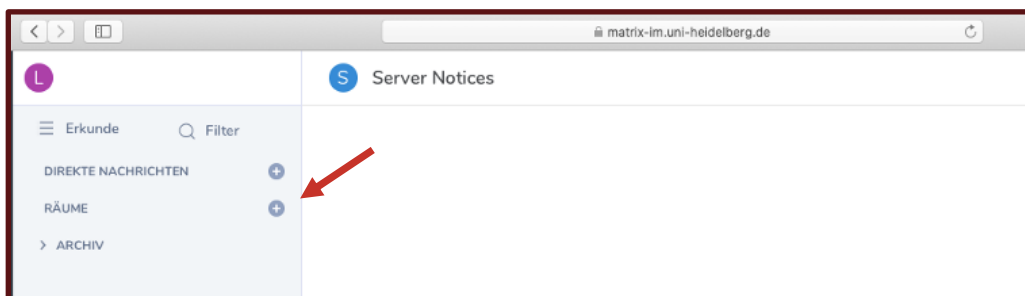 matrix-im.uni-heidelberg.de
L
S Server Notices
Erkunde Filter
DIREKTE NACHRICHTEN
RÄUME
> ARCHIV